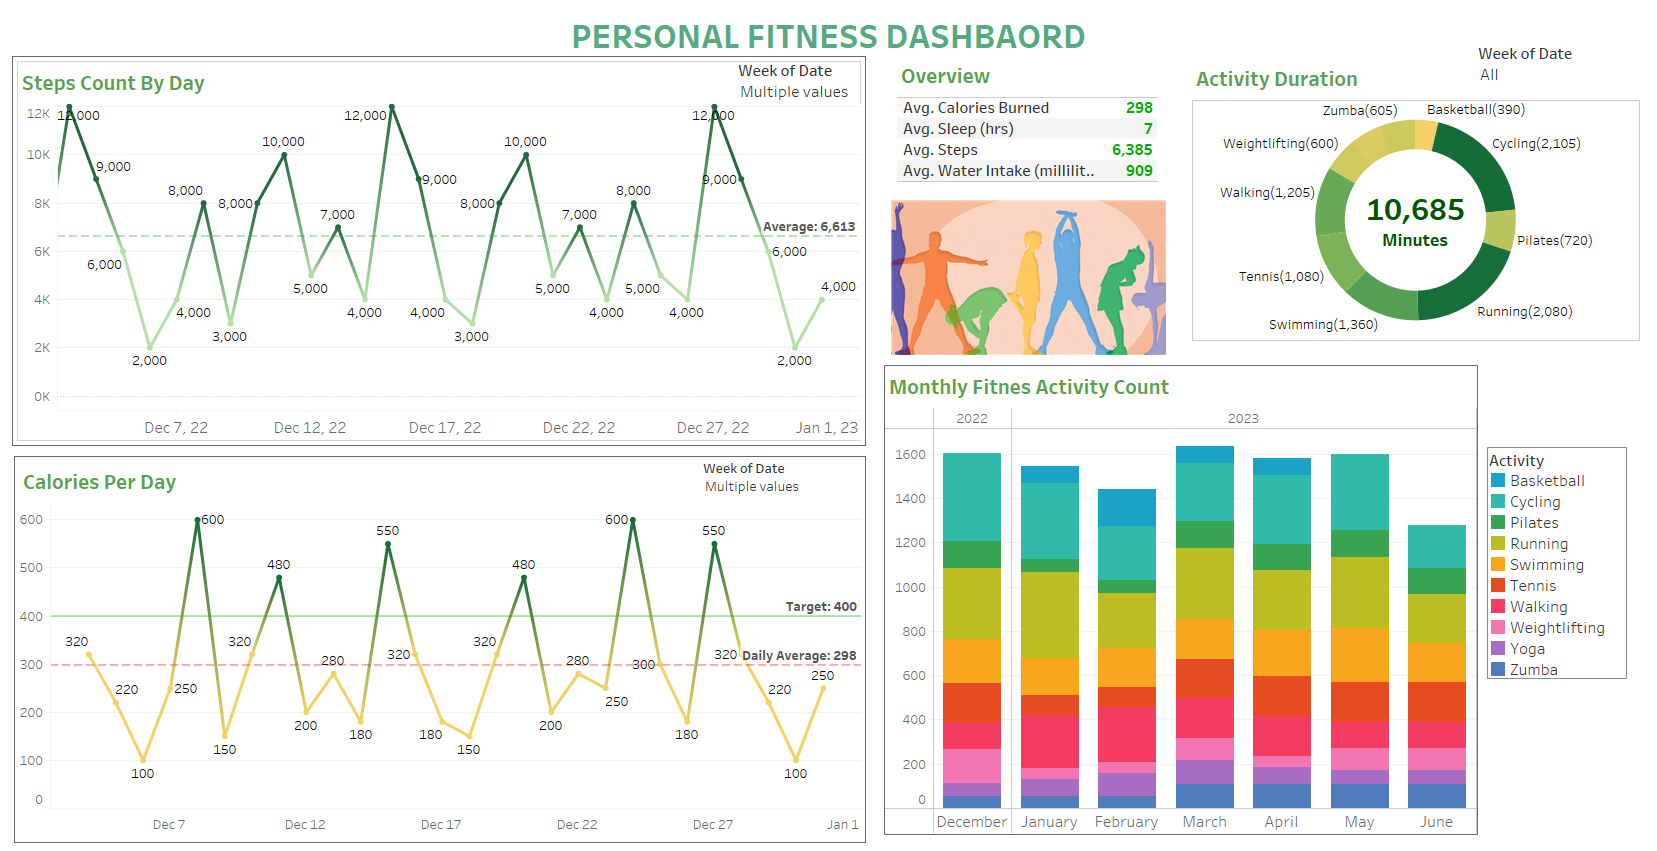 PERSONAL FITNESS DASHBAORD
Steps Count By Day
Week of Date
Multiple values
12K
10K
8K
6K
4K
2K
0K
12,000
9,000
6,000
2,000
4,000
8,000
3,000
8,000
10,000
5,000
7,000
4,000
12,000
9,000
4,000
3,000
8,000
10,000
5,000
7,000
4,000
8,000
5,000
4,000
12,000
9,000
6,000
2,000
4,000
Average: 6,613
Dec 7, 22
Dec 12, 22
Dec 17, 22
Dec 22, 22
Dec 27, 22
Jan 1, 23
Overview
Avg. Calories Burned 298
Avg. Sleep (hrs) 7
Avg. Steps 6,385
Avg. Water Intake (millilit.. 909
Week of Date
All
Activity Duration
Zumba(605)
Basketball(390)
Weightlifting(600)
Cycling(2,105)
Walking(1,205)
Pilates(720)
Tennis(1,080)
Running(2,080)
Swimming(1,360)
10,685
Minutes
Calories Per Day
Week of Date
Multiple values
600
500
400
300
200
100
0
320
220
100
250
600
150
320
480
200
280
180
550
320
180
150
320
480
200
280
250
600
300
180
550
320
220
100
250
Target: 400
Daily Average: 298
Dec 7
Dec 12
Dec 17
Dec 22
Dec 27
Jan 1
Monthly Fitnes Activity Count
2022
2023
1600
1400
1200
1000
800
600
400
200
0
December
January
February
March
April
May
June
Activity
Basketball
Cycling
Pilates
Running
Swimming
Tennis
Walking
Weightlifting
Yoga
Zumba